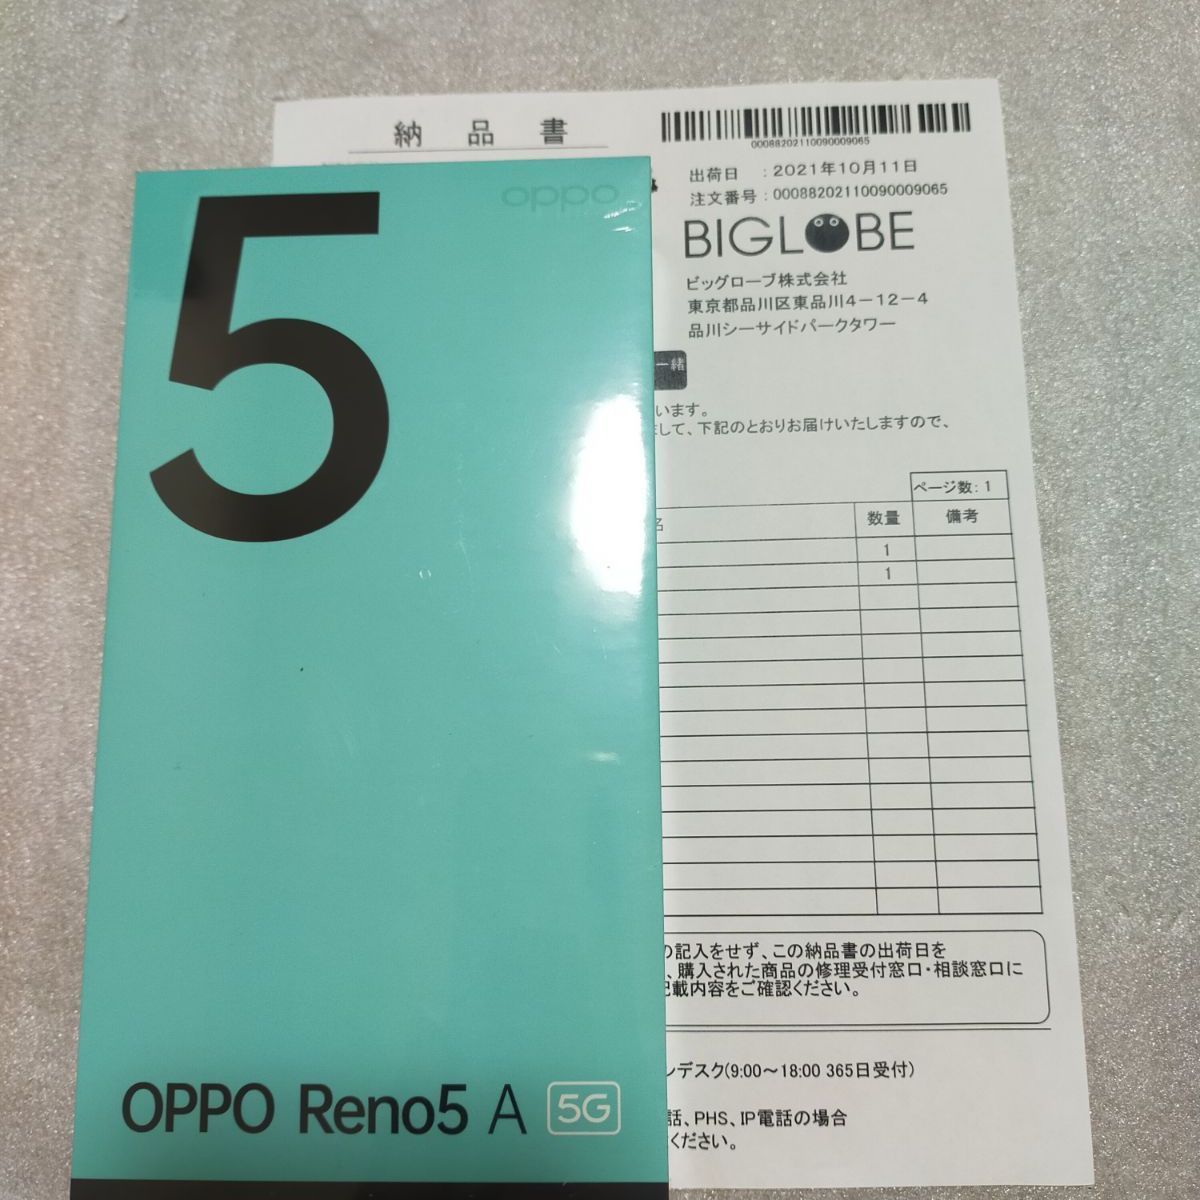 納品書
00088202110090009065
出荷日 ：2021年10月11日
注文番号：00088202110090009065
BIGLOBE
ビッグローブ株式会社
東京都品川区東品川4－12－4
品川シーサイドパークタワー
一緒
います。
まして、下記のとおりお届けいたしますので、
ページ数: 1
名 数量 備考
1
1
の記入をせず、この納品書の出荷日を
、購入された商品の修理受付窓口・相談窓口に
記載内容をご確認ください。
ンデスク(9:00～18:00 365日受付)
話、PHS、IP電話の場合
ください。
oppo
5
OPPO Reno5 A 5G